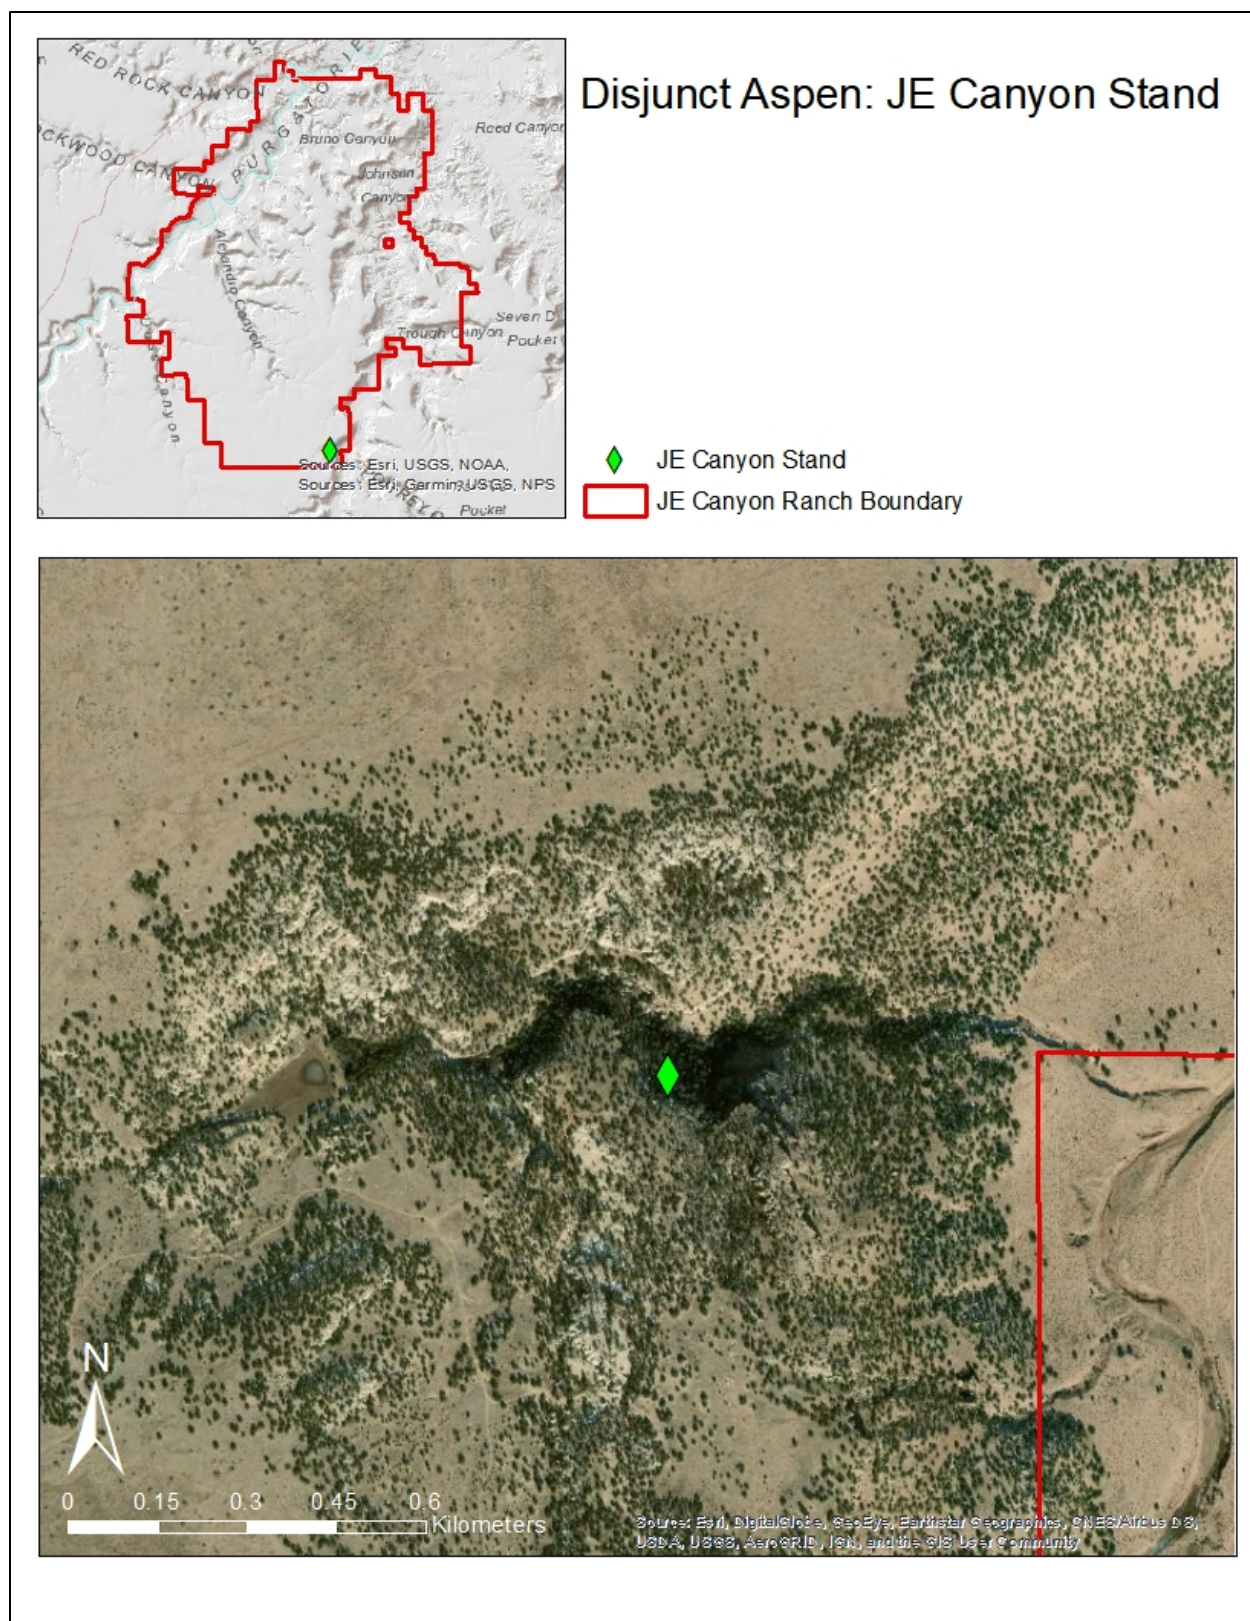 Disjunct Aspen: JE Canyon Stand
RED ROCK CANYON
PURGATOIRE
Bruno Canyon
Reed Canyon
Johnson
Canyon
Alejandro Canyon
Seven D
Pocket
Trough Canyon
Canyon
Sources: Esri, USGS, NOAA,
Sources: Esri, Garmin, USGS, NPS
Pocket
JE Canyon Stand
JE Canyon Ranch Boundary
N
0 0.15 0.3 0.45 0.6
Kilometers
Source: Esri, DigitalGlobe, GeoEye, Earthstar Geographics, CNES/Airbus DS,
USDA, USGS, AeroGRID, IGN, and the GIS User Community